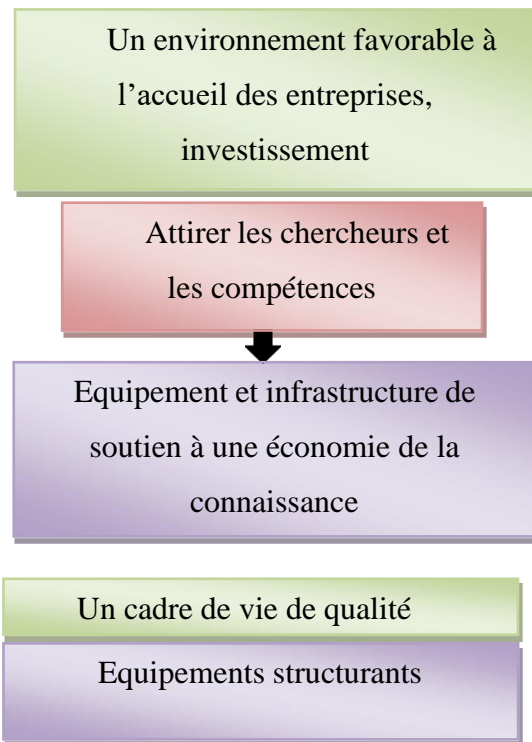 Un environnement favorable à
l’accueil des entreprises,
investissement
Attirer les chercheurs et
les compétences
Equipement et infrastructure de
soutien à une économie de la
connaissance
Un cadre de vie de qualité
Equipements structurants